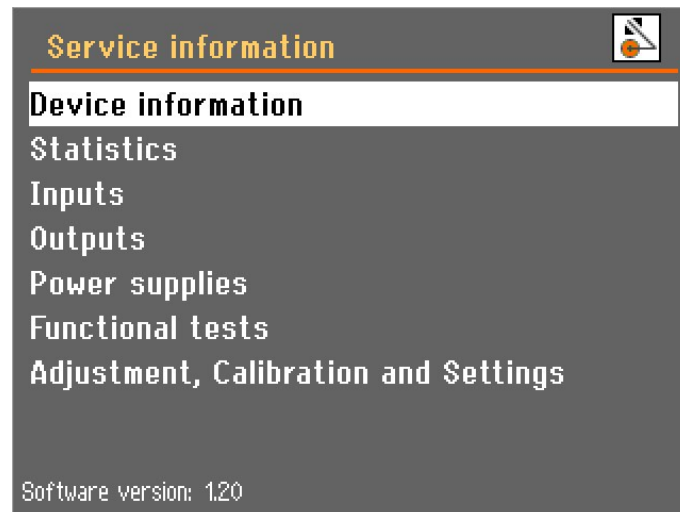 Service information
Device information
Statistics
Inputs
Outputs
Power supplies
Functional tests
Adjustment, Calibration and Settings
Software version: 1.20